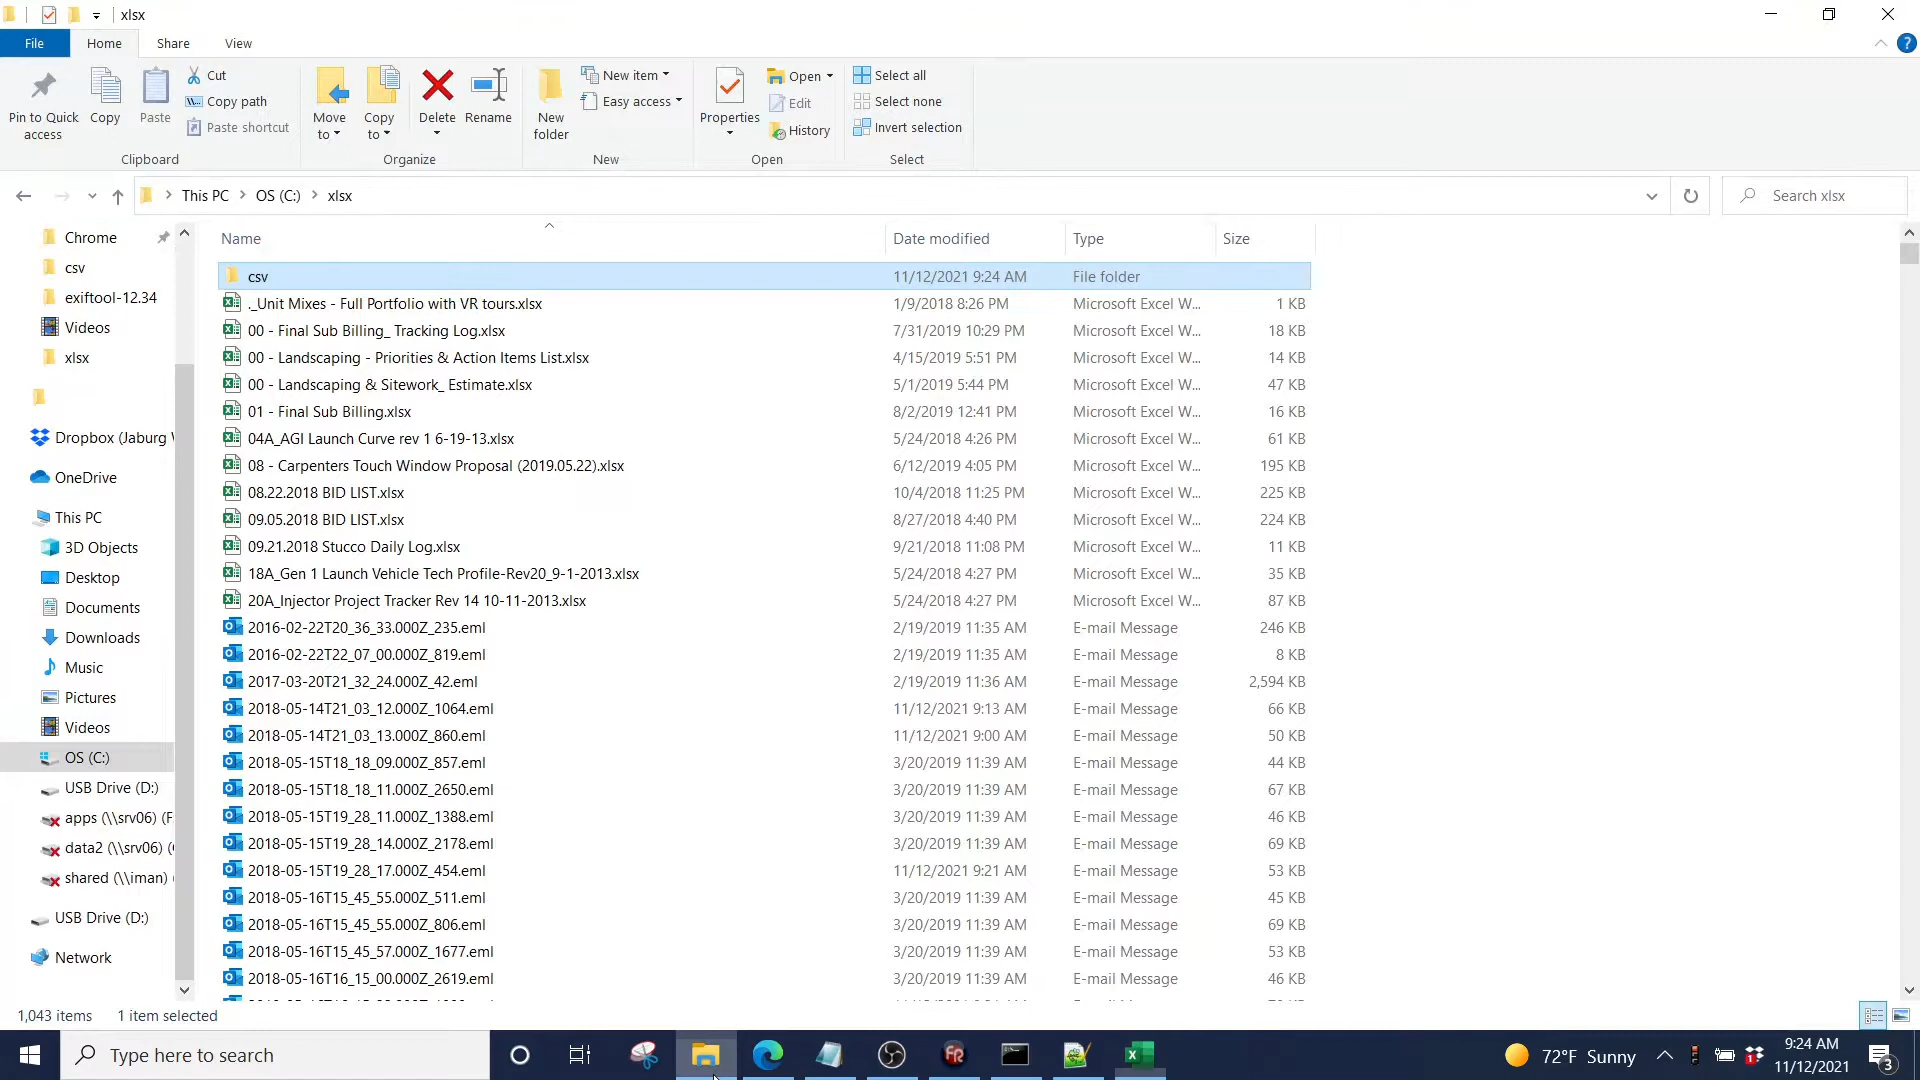 xlsx
File Home Share View
Pin to Quick access
Copy
Paste
Cut
Copy path
Paste shortcut
Clipboard
Move to
Copy to
Delete
Rename
Organize
New folder
New item
Easy access
New
Properties
Open
Edit
History
Open
Select all
Select none
Invert selection
Select
This PC > OS (C:) > xlsx
Search xlsx
Chrome
csv
exiftool-12.34
Videos
xlsx
Dropbox (Jaburg
OneDrive
This PC
3D Objects
Desktop
Documents
Downloads
Music
Pictures
Videos
OS (C:)
USB Drive (D:)
apps (\\srv06) (F
data2 (\\srv06) (
shared (\\iman) (
USB Drive (D:)
Network
Name Date modified Type Size
csv 11/12/2021 9:24 AM File folder
._Unit Mixes - Full Portfolio with VR tours.xlsx 1/9/2018 8:26 PM Microsoft Excel W... 1 KB
00 - Final Sub Billing_ Tracking Log.xlsx 7/31/2019 10:29 PM Microsoft Excel W... 18 KB
00 - Landscaping - Priorities & Action Items List.xlsx 4/15/2019 5:51 PM Microsoft Excel W... 14 KB
00 - Landscaping & Sitework_ Estimate.xlsx 5/1/2019 5:44 PM Microsoft Excel W... 47 KB
01 - Final Sub Billing.xlsx 8/2/2019 12:41 PM Microsoft Excel W... 16 KB
04A_AGI Launch Curve rev 1 6-19-13.xlsx 5/24/2018 4:26 PM Microsoft Excel W... 61 KB
08 - Carpenters Touch Window Proposal (2019.05.22).xlsx 6/12/2019 4:05 PM Microsoft Excel W... 195 KB
08.22.2018 BID LIST.xlsx 10/4/2018 11:25 PM Microsoft Excel W... 225 KB
09.05.2018 BID LIST.xlsx 8/27/2018 4:40 PM Microsoft Excel W... 224 KB
09.21.2018 Stucco Daily Log.xlsx 9/21/2018 11:08 PM Microsoft Excel W... 11 KB
18A_Gen 1 Launch Vehicle Tech Profile-Rev20_9-1-2013.xlsx 5/24/2018 4:27 PM Microsoft Excel W... 35 KB
20A_Injector Project Tracker Rev 14 10-11-2013.xlsx 5/24/2018 4:27 PM Microsoft Excel W... 87 KB
2016-02-22T20_36_33.000Z_235.eml 2/19/2019 11:35 AM E-mail Message 246 KB
2016-02-22T22_07_00.000Z_819.eml 2/19/2019 11:35 AM E-mail Message 8 KB
2017-03-20T21_32_24.000Z_42.eml 2/19/2019 11:36 AM E-mail Message 2,594 KB
2018-05-14T21_03_12.000Z_1064.eml 11/12/2021 9:13 AM E-mail Message 66 KB
2018-05-14T21_03_13.000Z_860.eml 11/12/2021 9:00 AM E-mail Message 50 KB
2018-05-15T18_18_09.000Z_857.eml 3/20/2019 11:39 AM E-mail Message 44 KB
2018-05-15T18_18_11.000Z_2650.eml 3/20/2019 11:39 AM E-mail Message 67 KB
2018-05-15T19_28_11.000Z_1388.eml 3/20/2019 11:39 AM E-mail Message 46 KB
2018-05-15T19_28_14.000Z_2178.eml 3/20/2019 11:39 AM E-mail Message 69 KB
2018-05-15T19_28_17.000Z_454.eml 11/12/2021 9:21 AM E-mail Message 53 KB
2018-05-16T15_45_55.000Z_511.eml 3/20/2019 11:39 AM E-mail Message 45 KB
2018-05-16T15_45_55.000Z_806.eml 3/20/2019 11:39 AM E-mail Message 69 KB
2018-05-16T15_45_57.000Z_1677.eml 3/20/2019 11:39 AM E-mail Message 53 KB
2018-05-16T16_15_00.000Z_2619.eml 3/20/2019 11:39 AM E-mail Message 46 KB
1,043 items 1 item selected
Type here to search
72°F Sunny
9:24 AM
11/12/2021
3